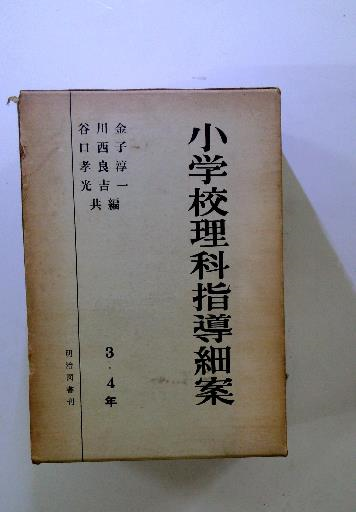 小学校理科指導細案
金子淳一
川西良吉
谷口孝光
共編
3・4年
明治図書刊